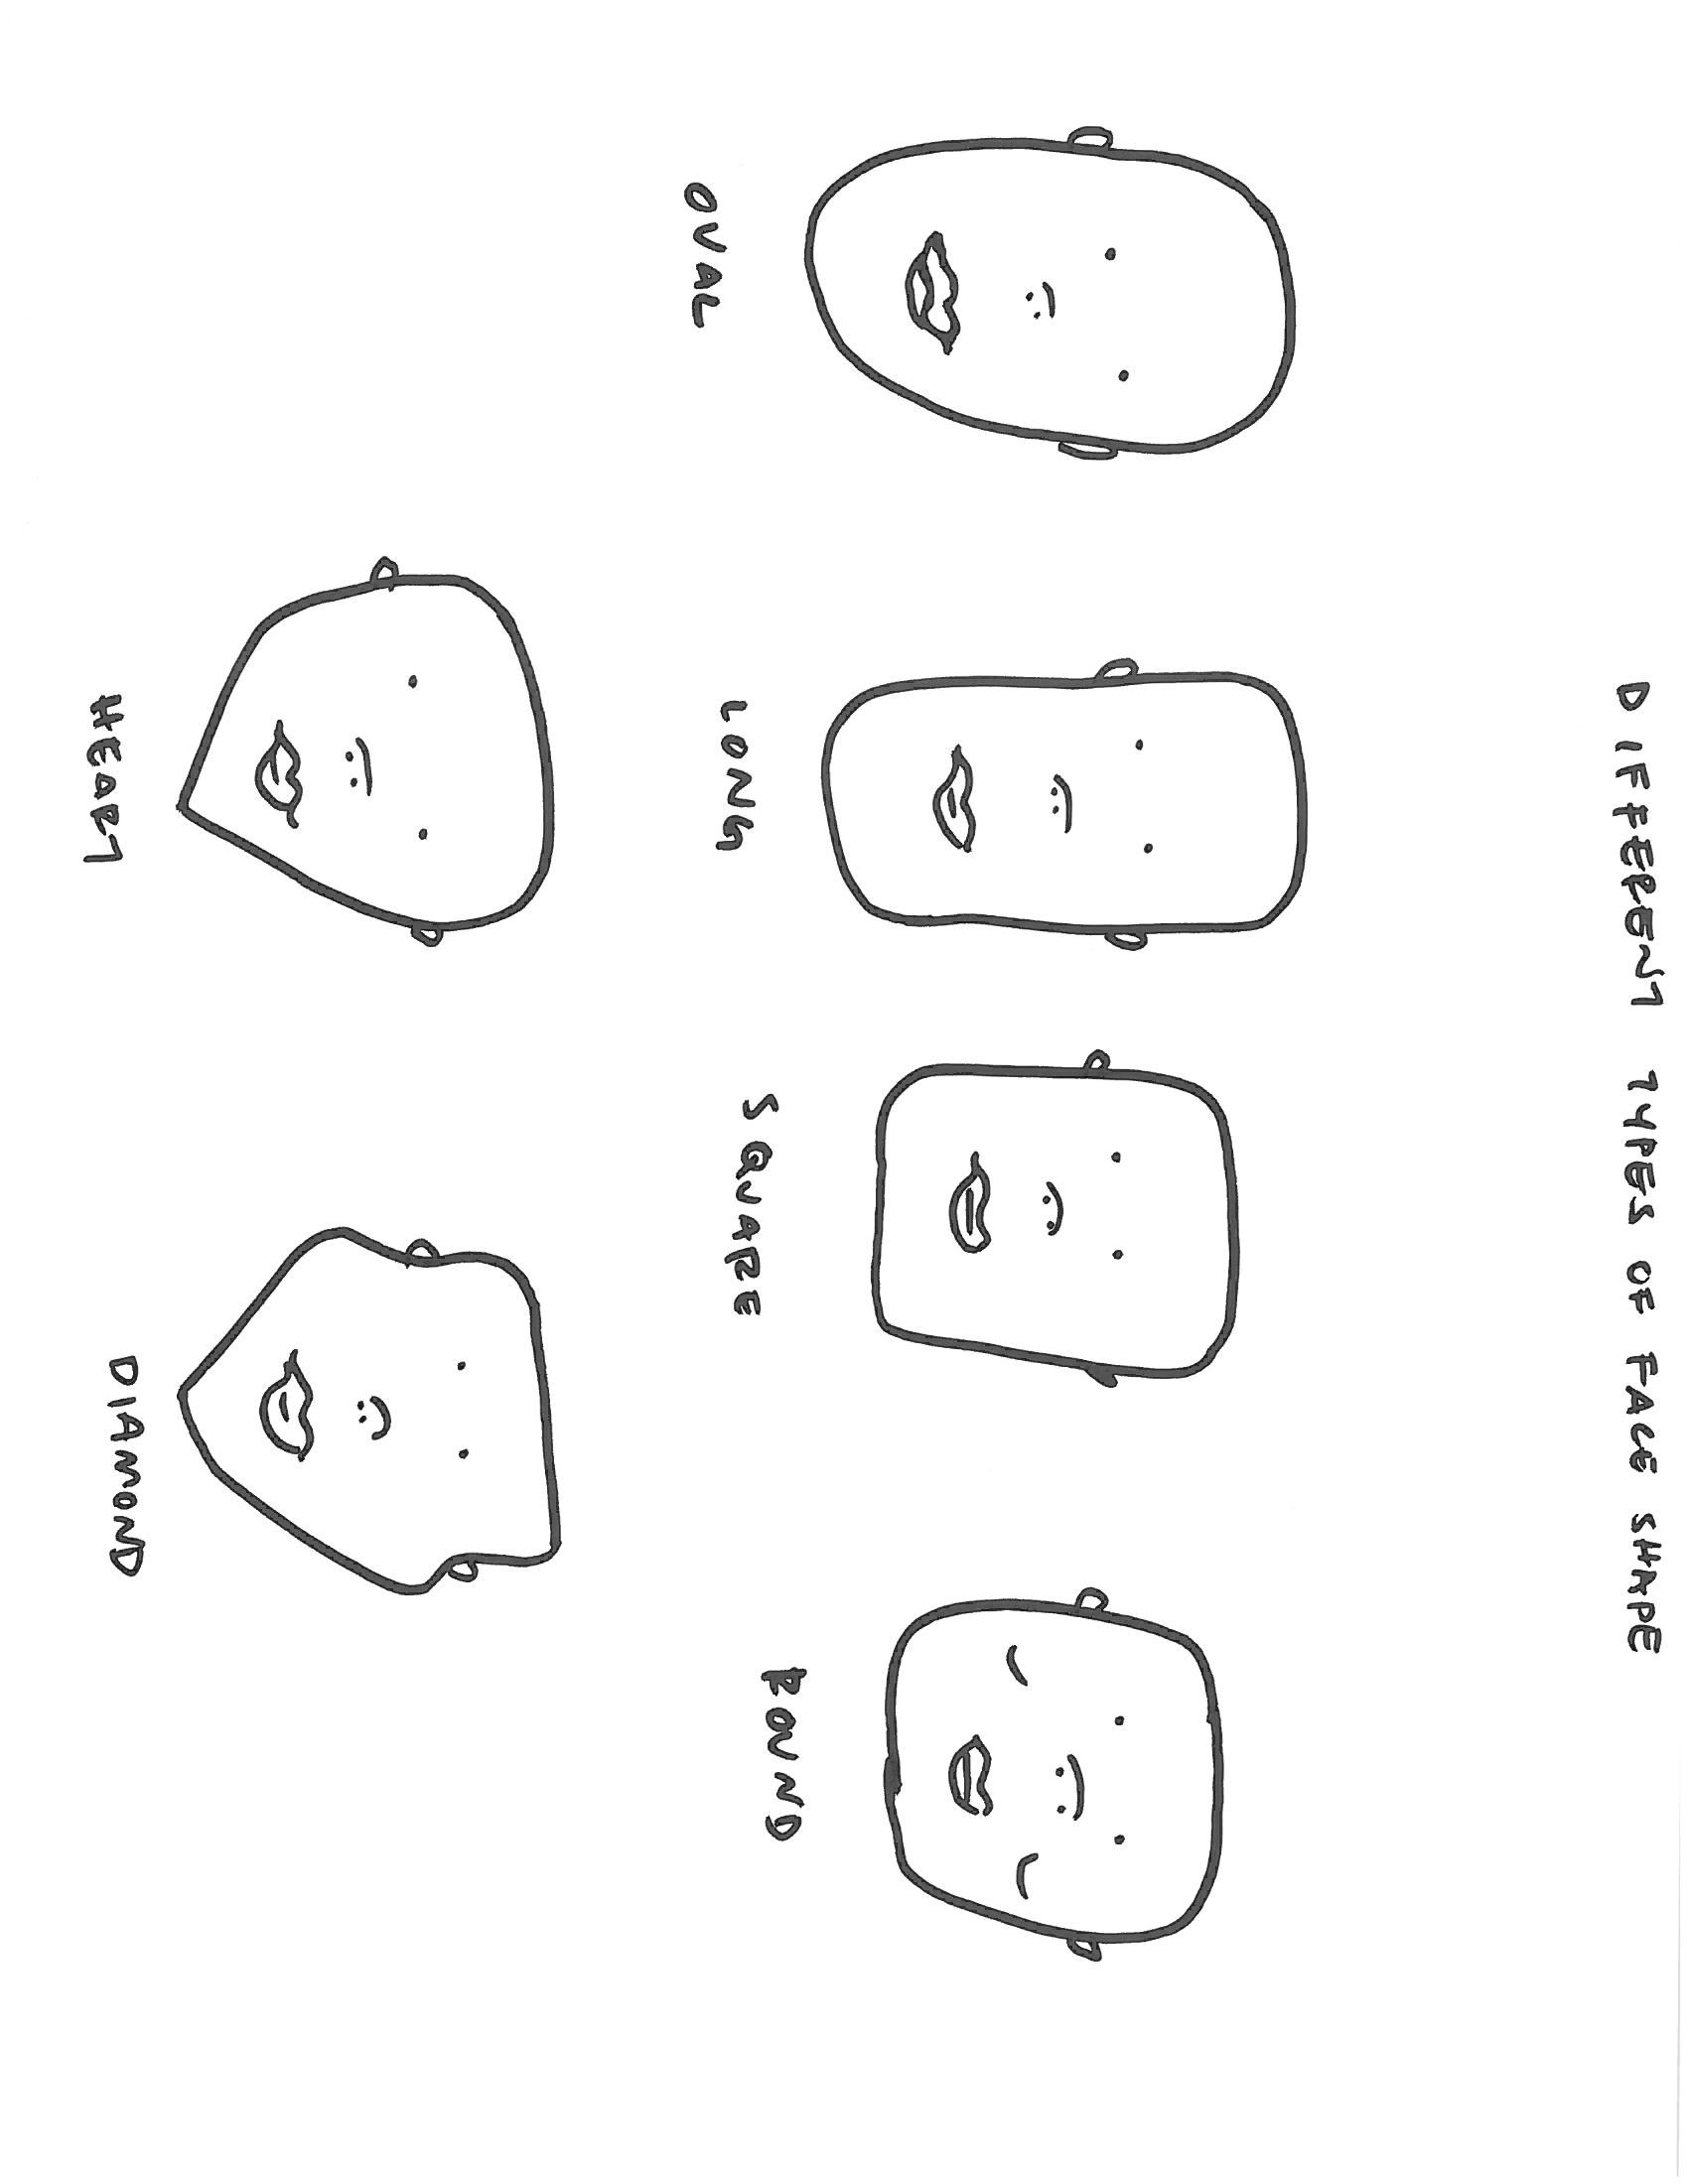 DIFFERENT TYPES OF FACE SHAPE
OVAL
LONG
SQUARE
ROUND
HEART
DIAMOND